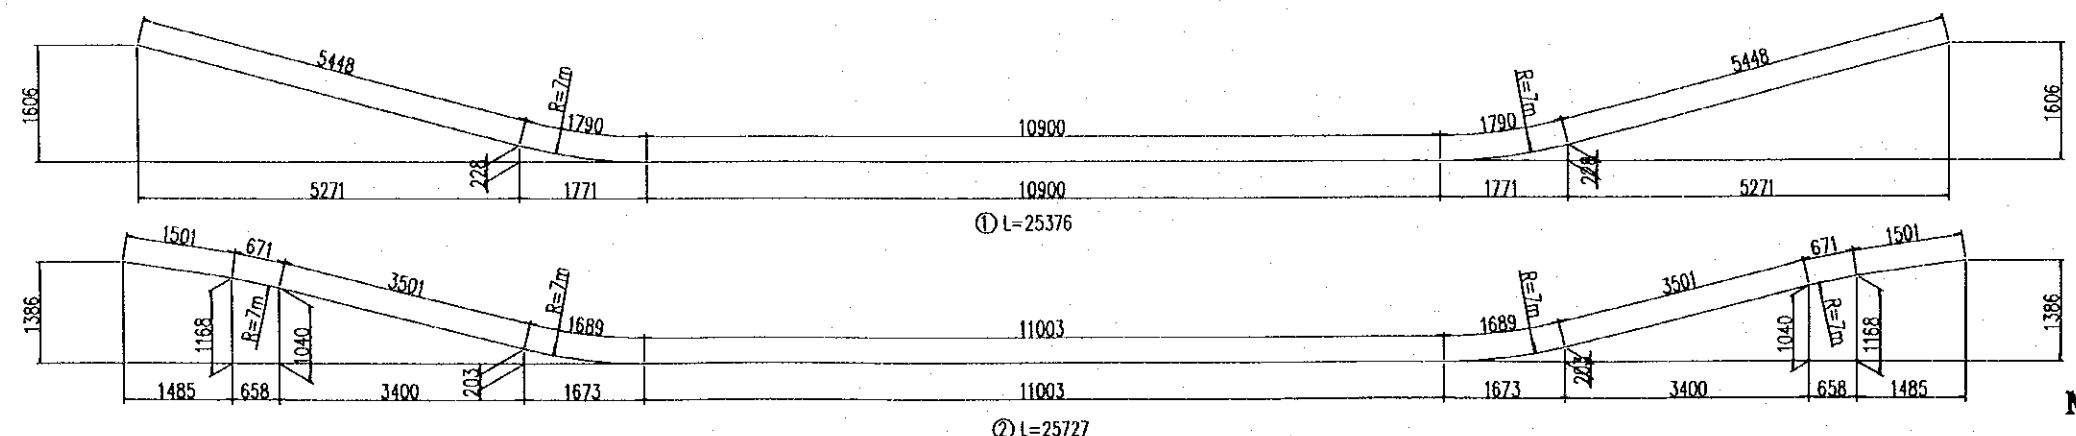 5448 5448
1606 R=7m R=7m 1606
1790 10900 1790
228 228
5271 1771 10900 1771 5271
① L=25376
1501 671 671 1501
3501 R=7m R=7m 3501
1386 1168 R=7m 1040 1689 11003 1689 1040 R=7m 1168 1386
203 203
1485 658 3400 1673 11003 1673 3400 658 1485
② L=25727